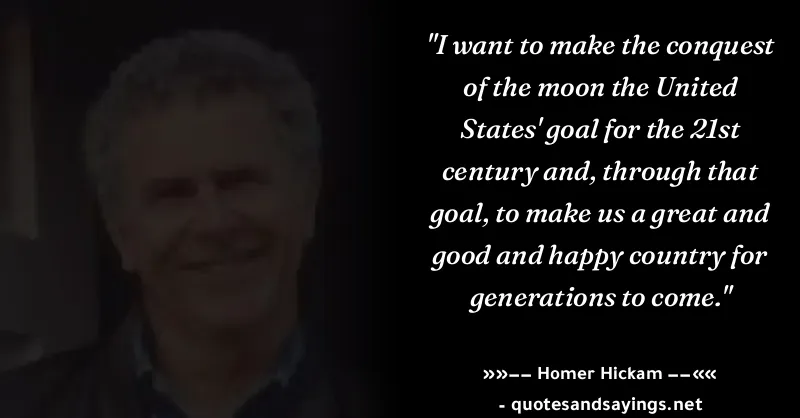 "I want to make the conquest
of the moon the United
States' goal for the 21st
century and, through that
goal, to make us a great and
good and happy country for
generations to come."
»»—— Homer Hickam ——««
- quotesandsayings.net